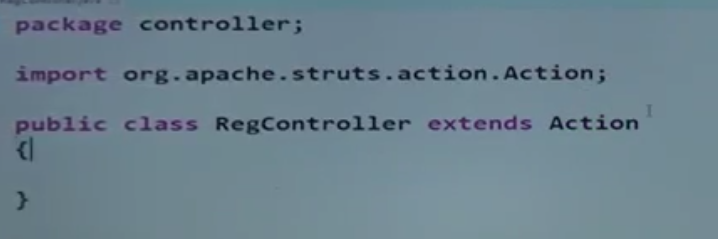 package controller;
import org.apache.struts.action.Action;
public class RegController extends Action
{
}